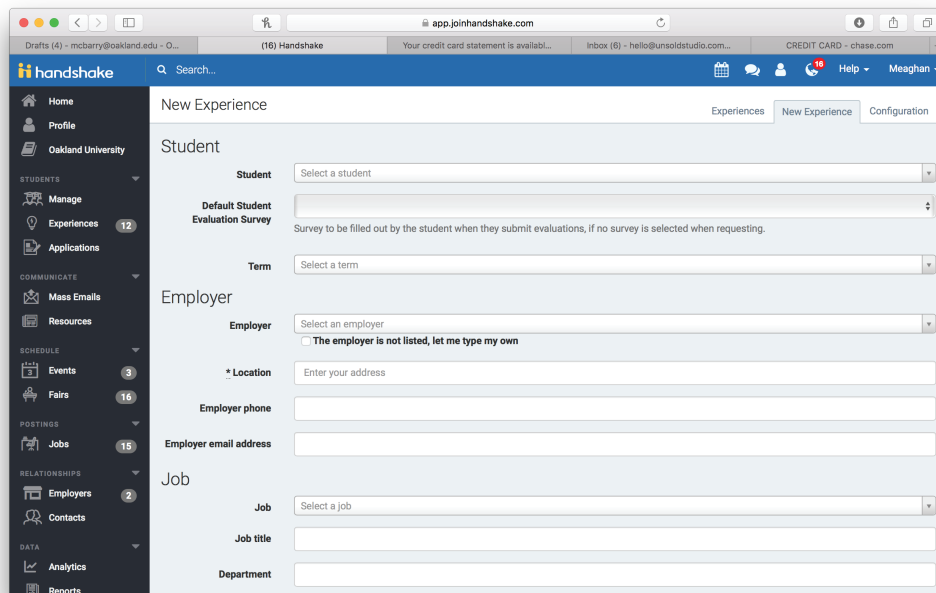 app.joinhandshake.com
Drafts (4) - mcbarry@oakland.edu - O...
(16) Handshake
Your credit card statement is availabl...
Inbox (6) - hello@unsoldstudio.com...
CREDIT CARD - chase.com
handshake
Search...
16
Help
Meaghan
Home
Profile
Oakland University
STUDENTS
Manage
Experiences 12
Applications
COMMUNICATE
Mass Emails
Resources
SCHEDULE
3 Events 3
Fairs 16
POSTINGS
Jobs 15
RELATIONSHIPS
Employers 2
Contacts
DATA
Analytics
Reports
New Experience
Experiences
New Experience
Configuration
Student
Student
Select a student
Default Student
Evaluation Survey
Survey to be filled out by the student when they submit evaluations, if no survey is selected when requesting.
Term
Select a term
Employer
Employer
Select an employer
The employer is not listed, let me type my own
* Location
Enter your address
Employer phone
Employer email address
Job
Job
Select a job
Job title
Department